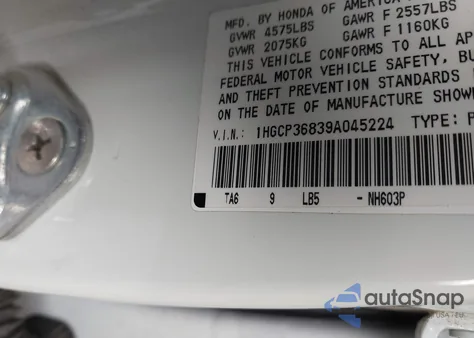 MFD. BY HONDA OF AMERICA
GVWR 4575LBS GAWR F 2557LBS
GVWR 2075KG GAWR F 1160KG
THIS VEHICLE CONFORMS TO ALL AP
FEDERAL MOTOR VEHICLE SAFETY, BU
AND THEFT PREVENTION STANDARDS
ON THE DATE OF MANUFACTURE SHOW
V.I.N.: 1HGCP36839A045224 TYPE: P
TA6 9 LB5 -NH603P
autoSnap